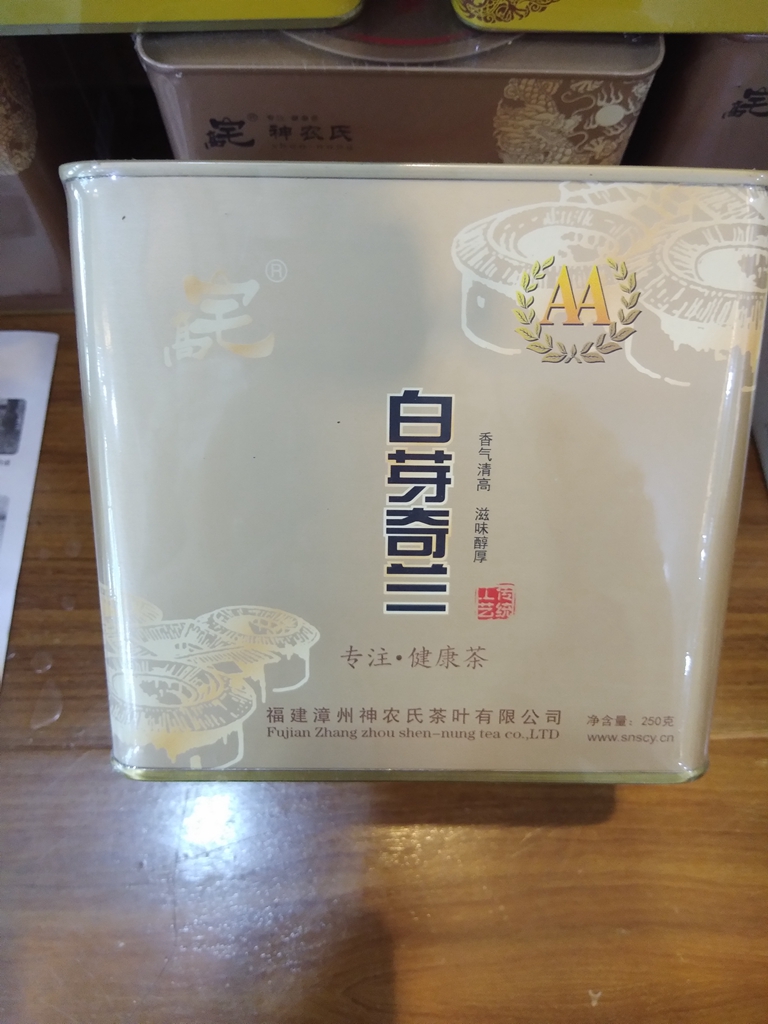 神农氏
®
AA
白芽奇兰
香气清高 滋味醇厚
传统工艺
专注·健康茶
福建漳州神农氏茶叶有限公司
Fujian Zhang zhou shen-nung tea co.,LTD
净含量：250克
www.snscy.cn